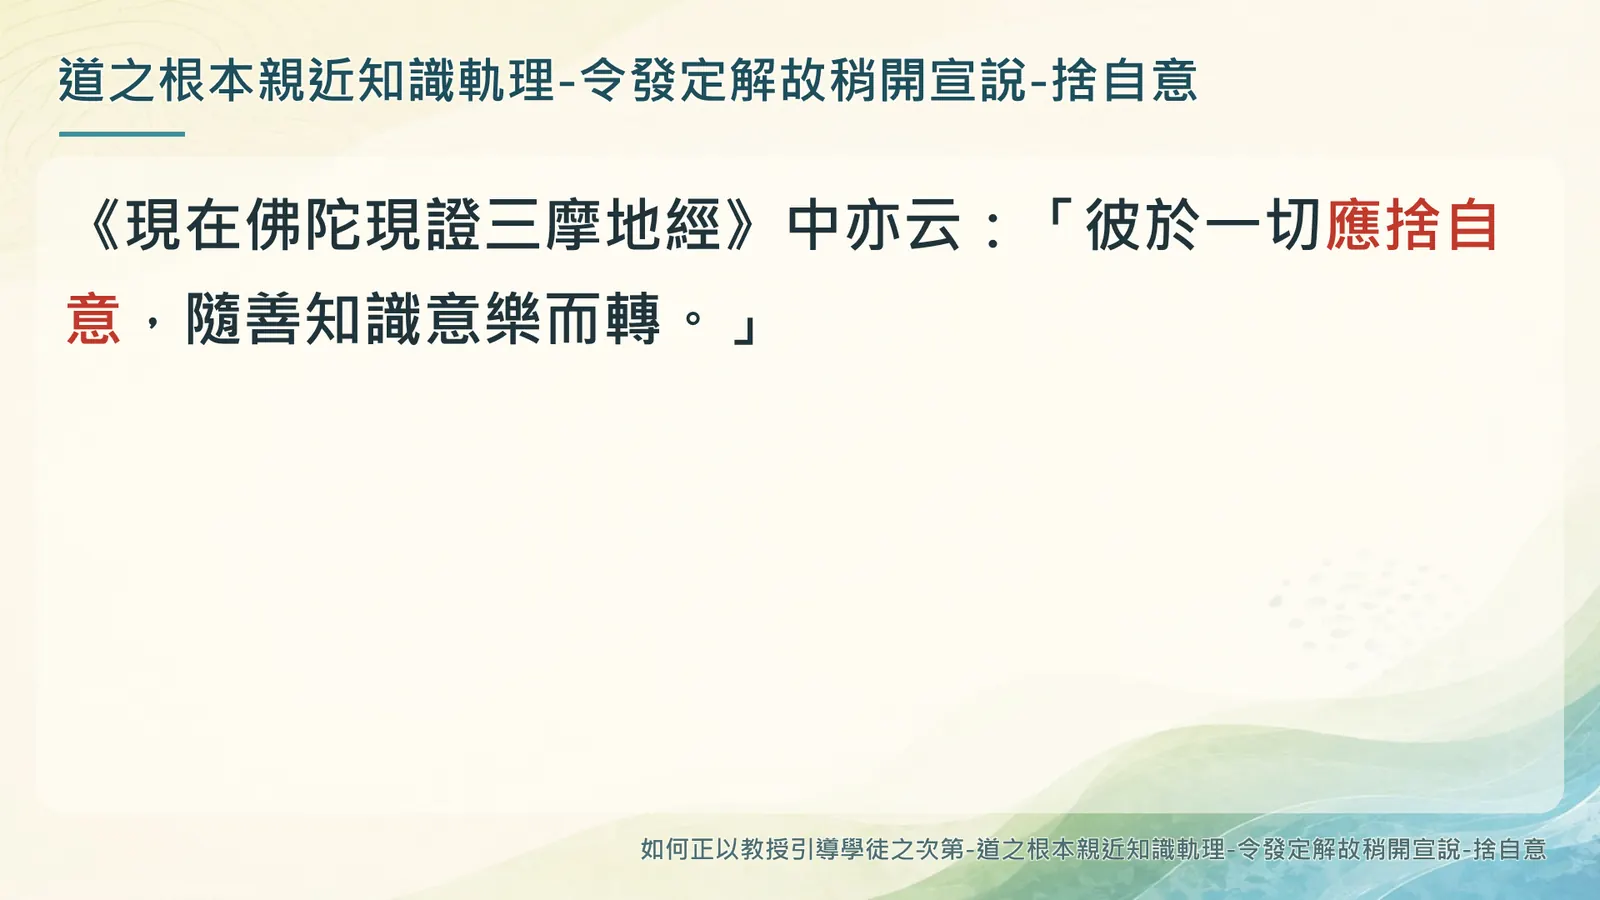 道之根本親近知識軌理-令發定解故稍開宣說-捨自意
《現在佛陀現證三摩地經》中亦云：「彼於一切應捨自
意，隨善知識意樂而轉。」
如何正以教授引導學徒之次第-道之根本親近知識軌理-令發定解故稍開宣說-捨自意